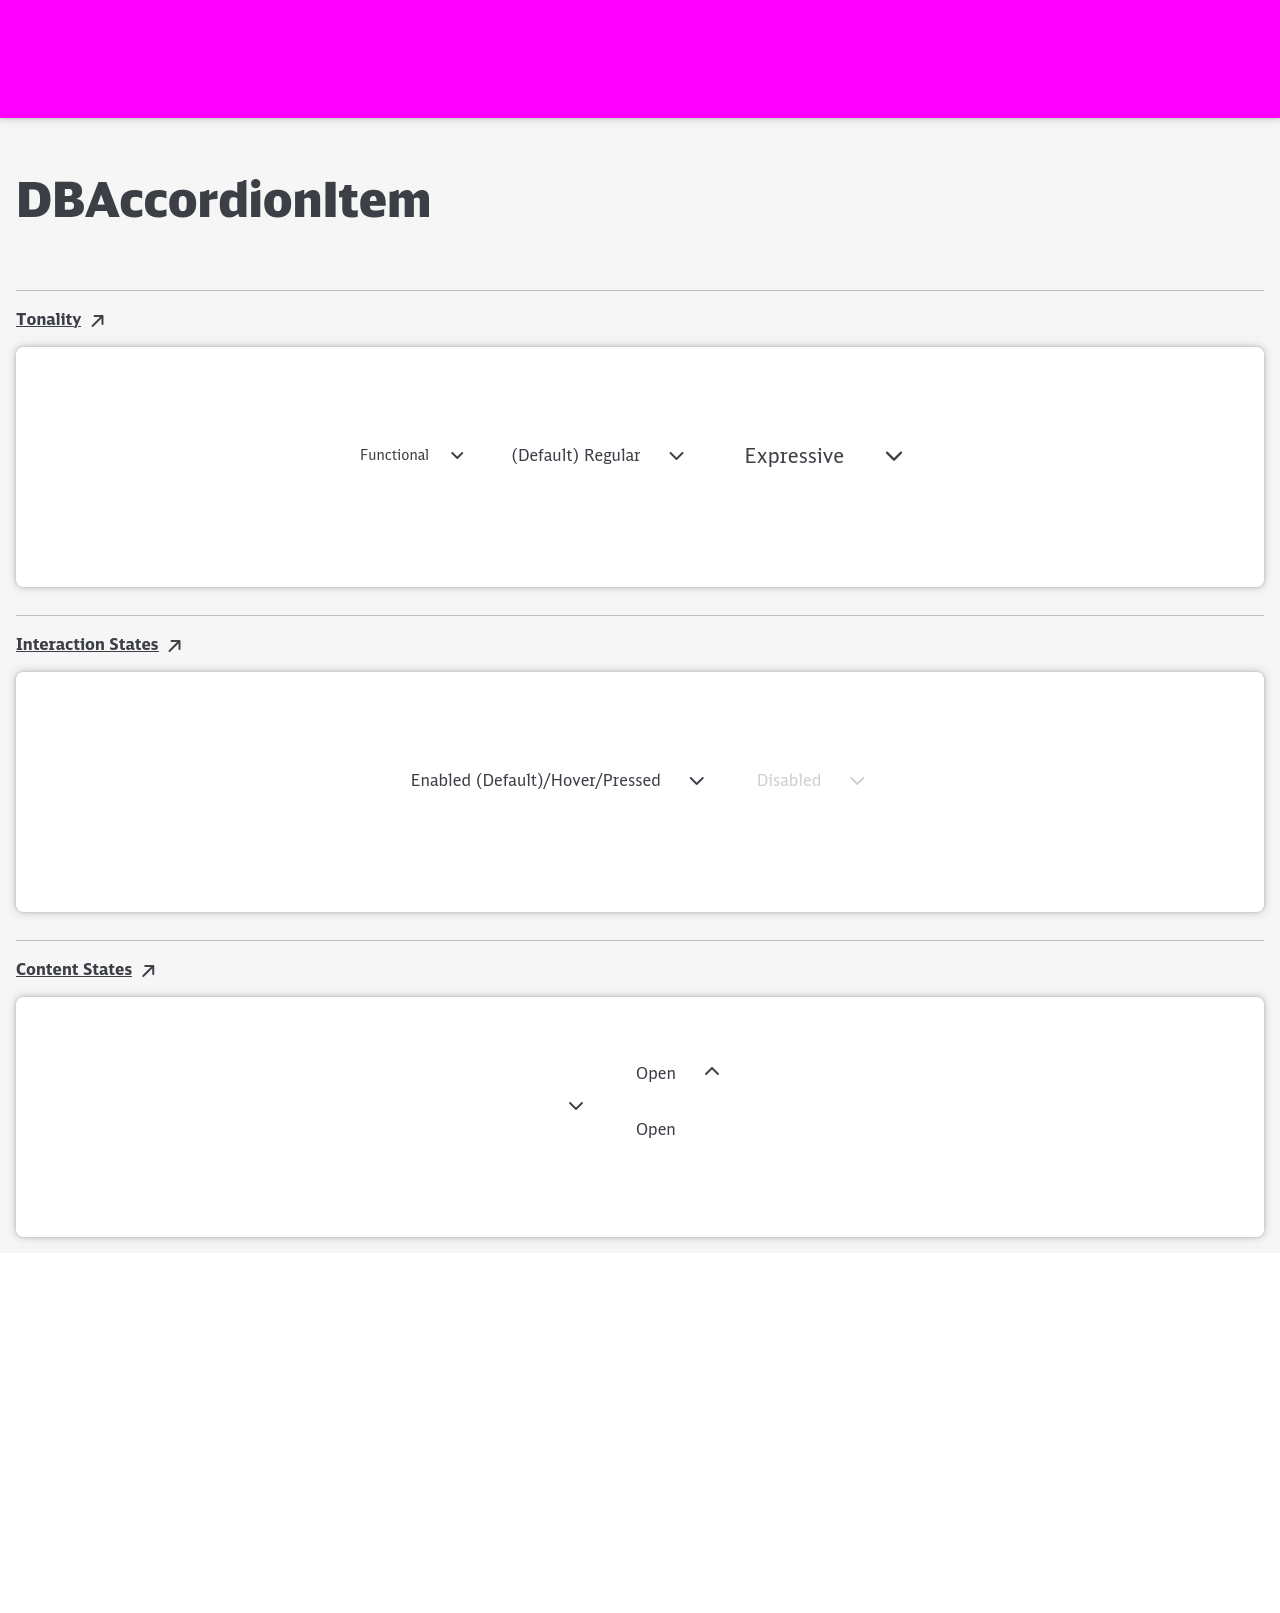 DBAccordionItem
Tonality
Functional
(Default) Regular
Expressive
Interaction States
Enabled (Default)/Hover/Pressed
Disabled
Content States
Open
Open